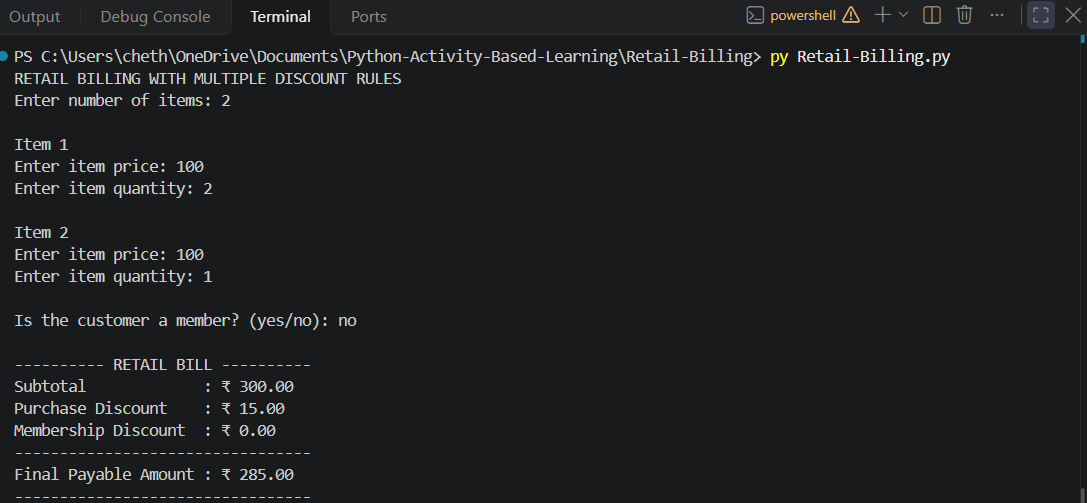 Output Debug Console Terminal Ports powershell
PS C:\Users\cheth\OneDrive\Documents\Python-Activity-Based-Learning\Retail-Billing> py Retail-Billing.py
RETAIL BILLING WITH MULTIPLE DISCOUNT RULES
Enter number of items: 2
Item 1
Enter item price: 100
Enter item quantity: 2
Item 2
Enter item price: 100
Enter item quantity: 1
Is the customer a member? (yes/no): no
---------- RETAIL BILL ----------
Subtotal             : ₹ 300.00
Purchase Discount    : ₹ 15.00
Membership Discount  : ₹ 0.00
---------------------------------
Final Payable Amount : ₹ 285.00
---------------------------------